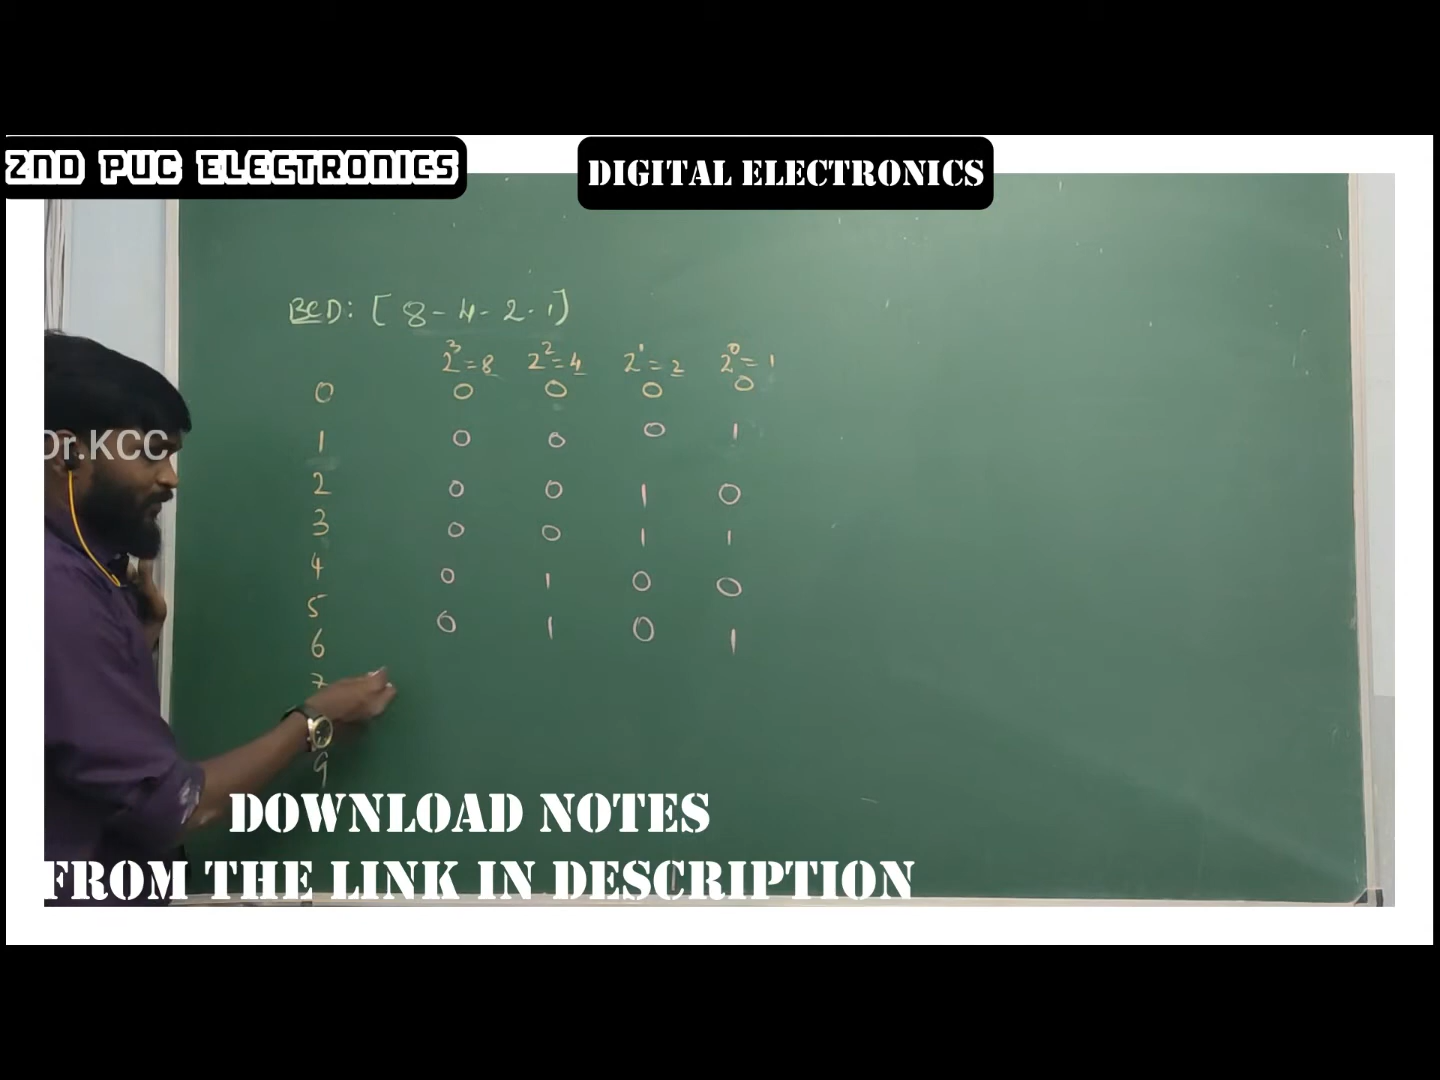 2ND PUC ELECTRONICS
DIGITAL ELECTRONICS
BCD: [ 8-4-2-1]
2³=8 2²=4 2¹=2 2⁰=1
0 0 0 0 0
1 0 0 0 1
Dr.KCC
2 0 0 1 0
3 0 0 1 1
4 0 1 0 0
5 0 1 0 1
6
7
9
DOWNLOAD NOTES
FROM THE LINK IN DESCRIPTION